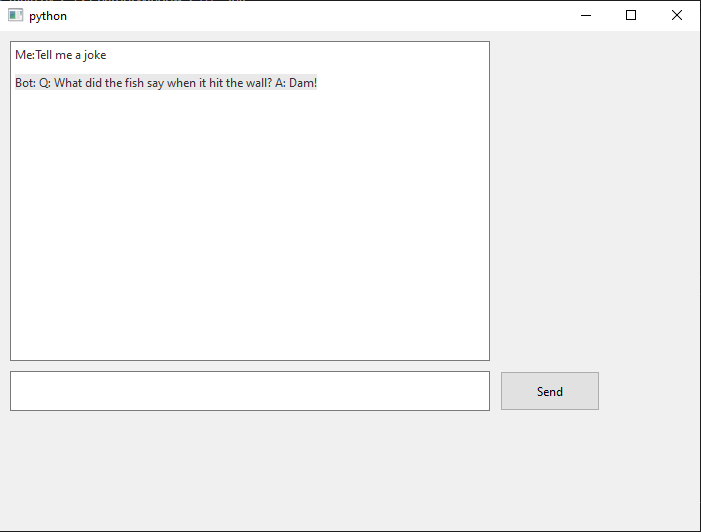 python
Me:Tell me a joke
Bot: Q: What did the fish say when it hit the wall? A: Dam!
Send